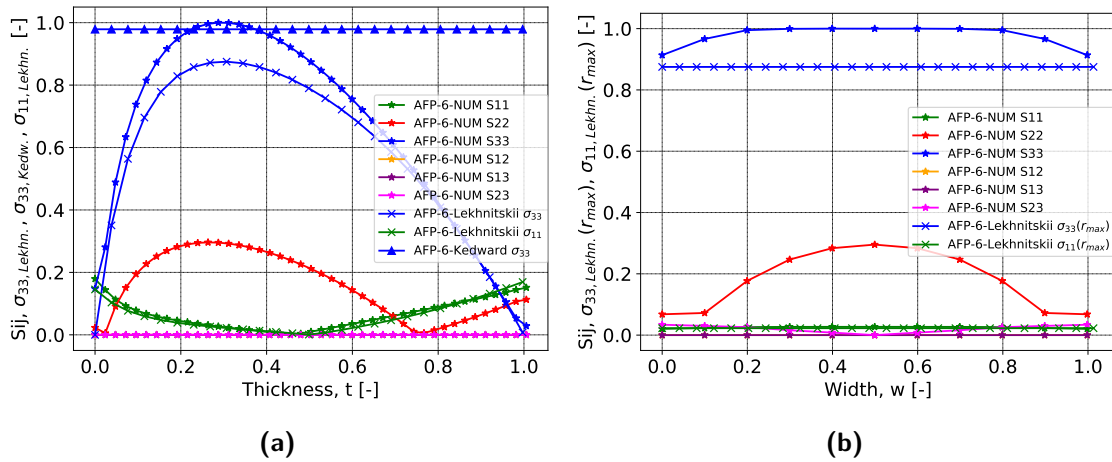 Sij, σ33,Lekhn. , σ33,Kedw. , σ11,Lekhn. [-]
1.0
0.8
0.6
0.4
0.2
0.0
AFP-6-NUM S11
AFP-6-NUM S22
AFP-6-NUM S33
AFP-6-NUM S12
AFP-6-NUM S13
AFP-6-NUM S23
AFP-6-Lekhnitskii σ33
AFP-6-Lekhnitskii σ11
AFP-6-Kedward σ33
0.0 0.2 0.4 0.6 0.8 1.0
Thickness, t [-]
(a)
Sij, σ33,Lekhn.(rmax), σ11,Lekhn.(rmax) [-]
1.0
0.8
0.6
0.4
0.2
0.0
AFP-6-NUM S11
AFP-6-NUM S22
AFP-6-NUM S33
AFP-6-NUM S12
AFP-6-NUM S13
AFP-6-NUM S23
AFP-6-Lekhnitskii σ33(rmax)
AFP-6-Lekhnitskii σ11(rmax)
0.0 0.2 0.4 0.6 0.8 1.0
Width, w [-]
(b)